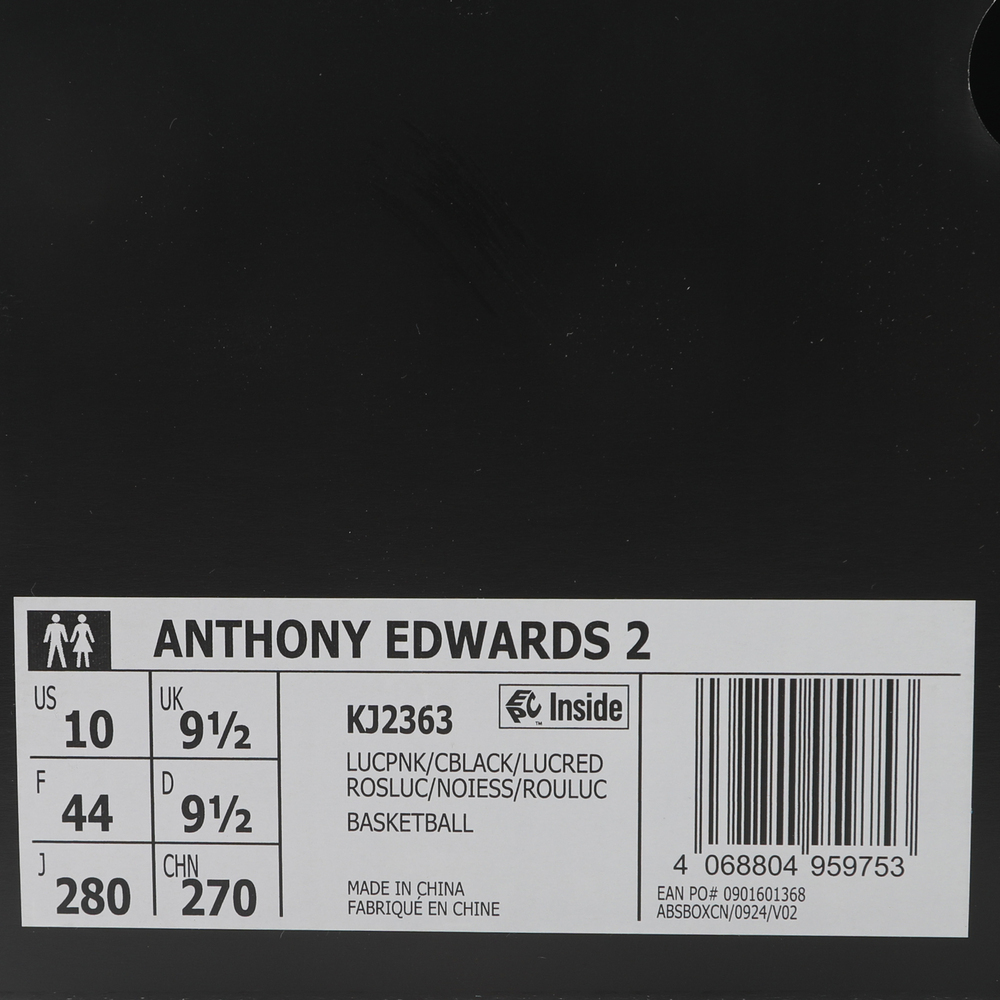 ANTHONY EDWARDS 2
US 10
UK 9½
F 44
D 9½
J 280
CHN 270
KJ2363
EPC™ Inside
LUCPNK/CBLACK/LUCRED
ROSLUC/NOIESS/ROULUC
BASKETBALL
MADE IN CHINA
FABRIQUÉ EN CHINE
4 068804 959753
EAN PO# 0901601368
ABSBOXCN/0924/V02